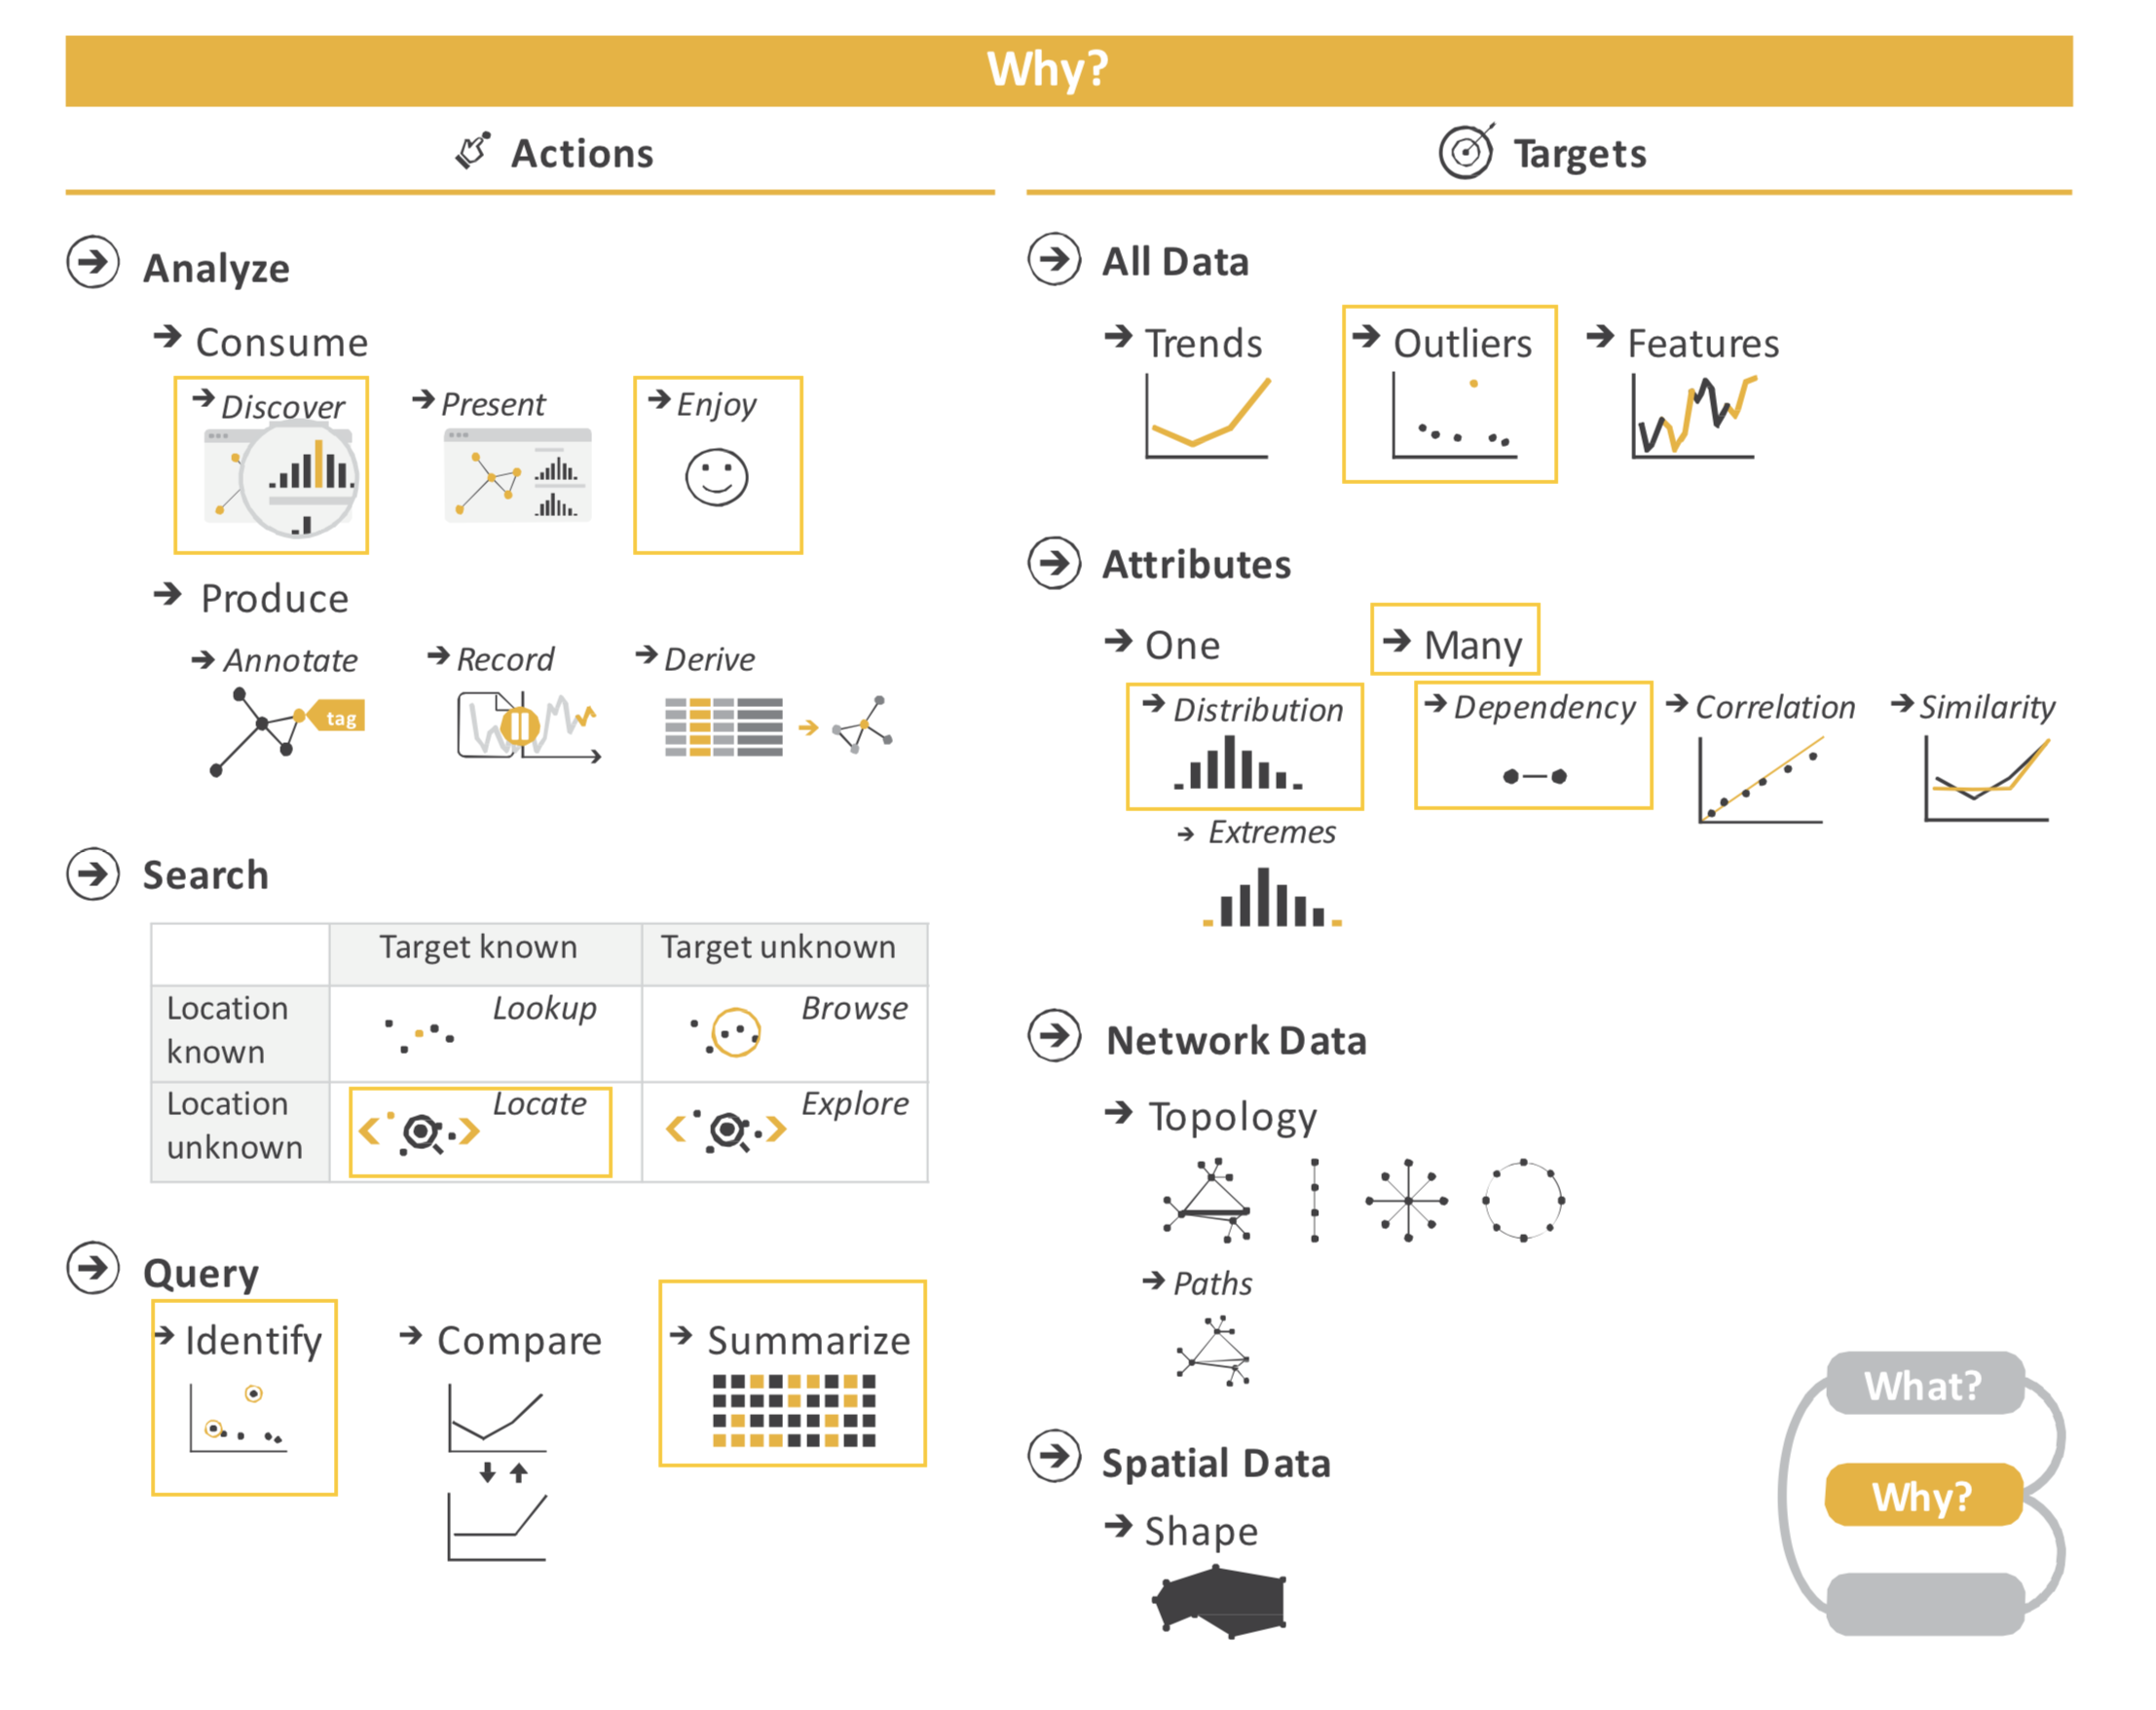 Why?
Actions
Targets
Analyze
Consume
Discover
Present
Enjoy
Produce
Annotate
Record
Derive
tag
Search
Target known
Target unknown
Location
known
Lookup
Browse
Location
unknown
Locate
Explore
Query
Identify
Compare
Summarize
All Data
Trends
Outliers
Features
Attributes
One
Many
Distribution
Dependency
Correlation
Similarity
Extremes
Network Data
Topology
Paths
Spatial Data
Shape
What?
Why?